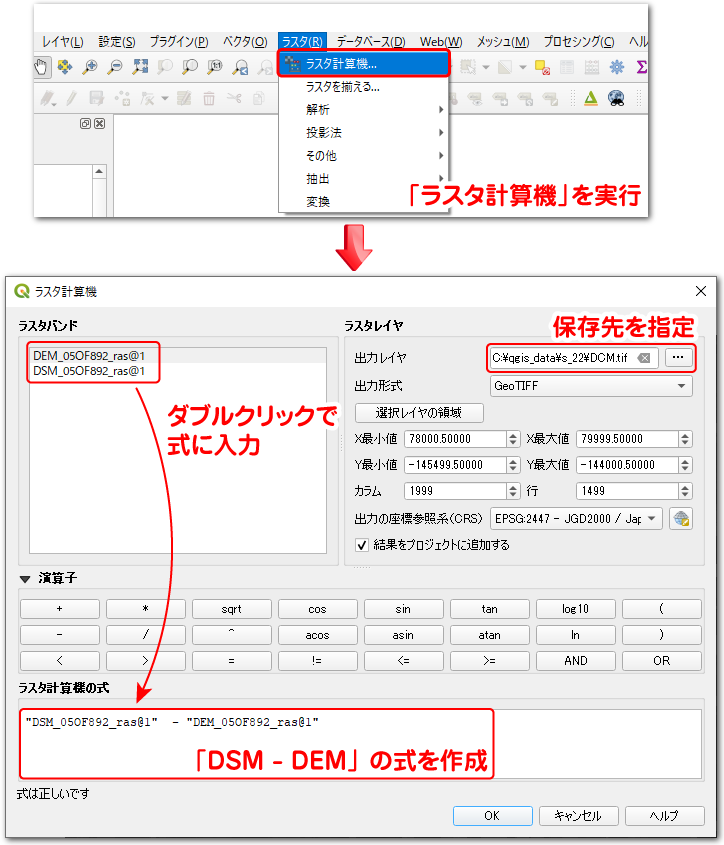 レイヤ(L) 設定(S) プラグイン(P) ベクタ(O) ラスタ(R) データベース(D) Web(W) メッシュ(M) プロセシング(C) ヘル
ラスタ計算機...
ラスタを揃える...
解析
投影法
その他
抽出
変換
「ラスタ計算機」を実行
ラスタ計算機
ラスタバンド
DEM_05OF892_ras@1
DSM_05OF892_ras@1
ダブルクリックで
式に入力
ラスタレイヤ
保存先を指定
出力レイヤ C:¥qgis_data¥s_22¥DCM.tif ...
出力形式 GeoTIFF
選択レイヤの領域
X最小値 78000.50000 X最大値 79999.50000
Y最小値 -145499.50000 Y最大値 -144000.50000
カラム 1999 行 1499
出力の座標参照系(CRS) EPSG:2447 - JGD2000 / Jap
結果をプロジェクトに追加する
演算子
+ * sqrt cos sin tan log10 (
- / ^ acos asin atan ln )
< > = != <= >= AND OR
ラスタ計算機の式
"DSM_05OF892_ras@1" - "DEM_05OF892_ras@1"
「DSM - DEM」の式を作成
式は正しいです
OK キャンセル ヘルプ